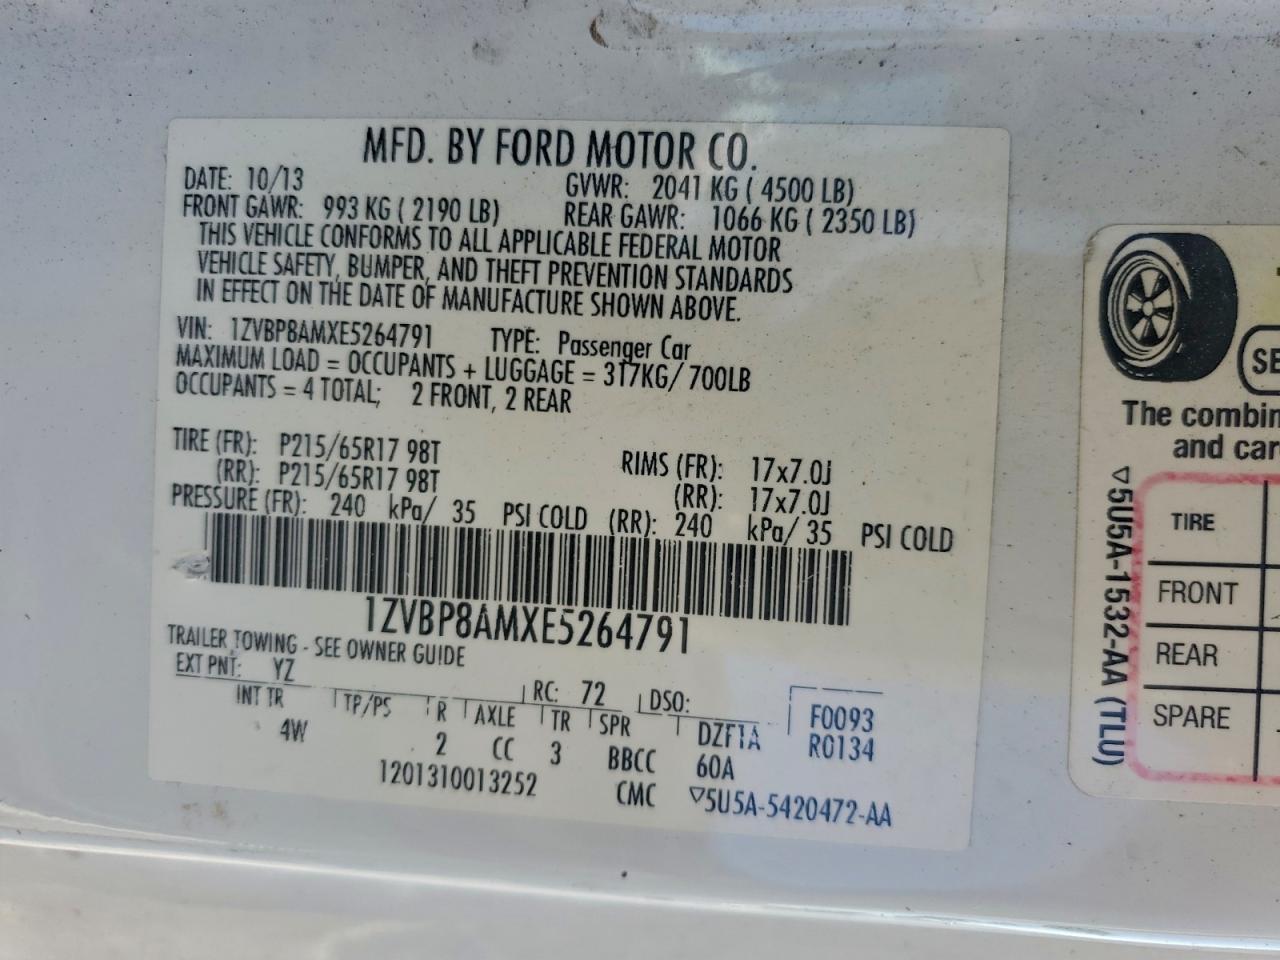 MFD. BY FORD MOTOR CO.
DATE: 10/13 GVWR: 2041 KG ( 4500 LB)
FRONT GAWR: 993 KG ( 2190 LB) REAR GAWR: 1066 KG ( 2350 LB)
THIS VEHICLE CONFORMS TO ALL APPLICABLE FEDERAL MOTOR
VEHICLE SAFETY, BUMPER, AND THEFT PREVENTION STANDARDS
IN EFFECT ON THE DATE OF MANUFACTURE SHOWN ABOVE.
VIN: 1ZVBP8AMXE5264791 TYPE: Passenger Car
MAXIMUM LOAD = OCCUPANTS + LUGGAGE = 317KG/ 700LB
OCCUPANTS = 4 TOTAL; 2 FRONT, 2 REAR
TIRE (FR): P215/65R17 98T RIMS (FR): 17x7.0J
(RR): P215/65R17 98T (RR): 17x7.0J
PRESSURE (FR): 240 kPa/ 35 PSI COLD (RR): 240 kPa/ 35 PSI COLD
1ZVBP8AMXE5264791
TRAILER TOWING - SEE OWNER GUIDE
EXT PNT: YZ RC: 72 DSO: F0093
INT TR TP/PS R AXLE TR SPR DZF1A R0134
4W 2 CC 3 BBCC 60A
1201310013252 CMC ▽5U5A-5420472-AA
SE
The combin
and car
TIRE
FRONT
REAR
SPARE
▽5U5A-1532-AA (TLU)